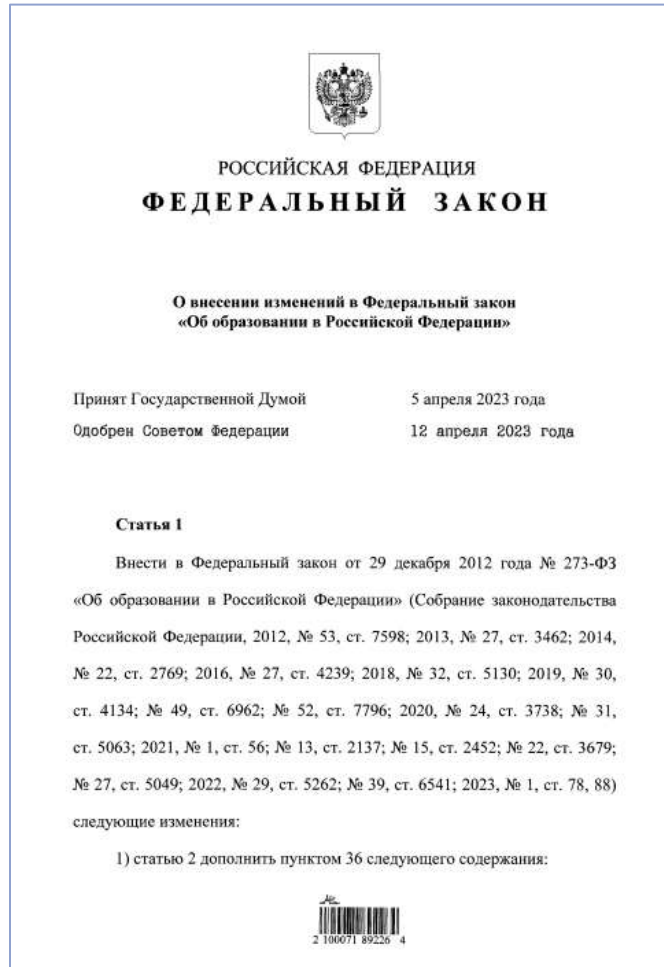 РОССИЙСКАЯ ФЕДЕРАЦИЯ
ФЕДЕРАЛЬНЫЙ ЗАКОН
О внесении изменений в Федеральный закон
«Об образовании в Российской Федерации»
Принят Государственной Думой 5 апреля 2023 года
Одобрен Советом Федерации 12 апреля 2023 года
Статья 1
Внести в Федеральный закон от 29 декабря 2012 года № 273-ФЗ
«Об образовании в Российской Федерации» (Собрание законодательства
Российской Федерации, 2012, № 53, ст. 7598; 2013, № 27, ст. 3462; 2014,
№ 22, ст. 2769; 2016, № 27, ст. 4239; 2018, № 32, ст. 5130; 2019, № 30,
ст. 4134; № 49, ст. 6962; № 52, ст. 7796; 2020, № 24, ст. 3738; № 31,
ст. 5063; 2021, № 1, ст. 56; № 13, ст. 2137; № 15, ст. 2452; № 22, ст. 3679;
№ 27, ст. 5049; 2022, № 29, ст. 5262; № 39, ст. 6541; 2023, № 1, ст. 78, 88)
следующие изменения:
1) статью 2 дополнить пунктом 36 следующего содержания:
2 100071 89226 4